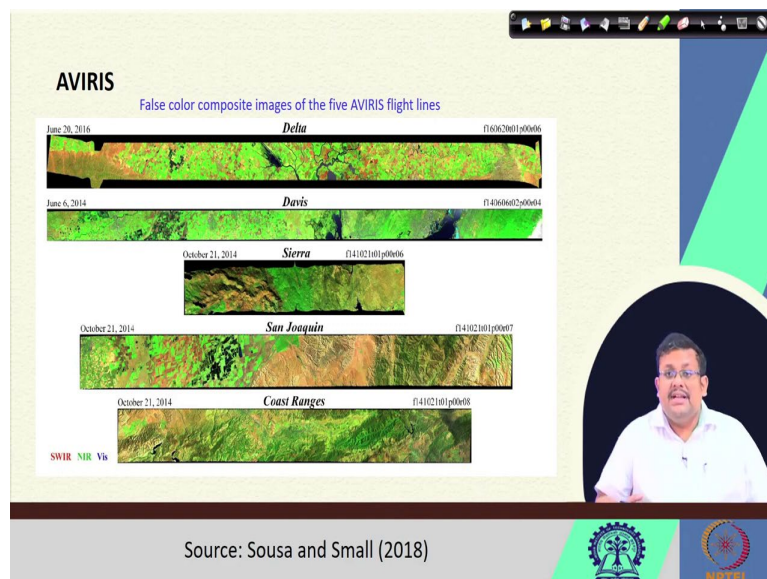 AVIRIS
False color composite images of the five AVIRIS flight lines
June 20, 2016 Delta f160620t01p00r06
June 6, 2014 Davis f140606t02p00r04
October 21, 2014 Sierra f141021t01p00r06
October 21, 2014 San Joaquin f141021t01p00r07
October 21, 2014 Coast Ranges f141021t01p00r08
SWIR NIR Vis
Source: Sousa and Small (2018)
NPTEL